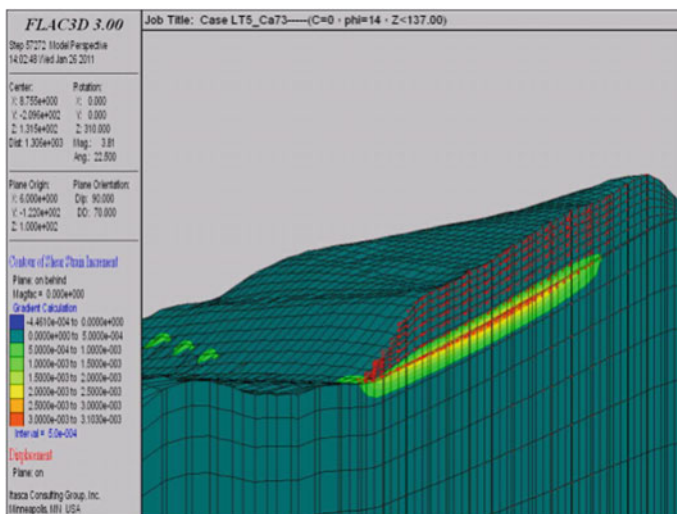 FLAC3D 3.00
Step 57272 Model Perspective
14:02:48 Wed Jan 26 2011
Center:
X: 8.755e+000
Y: -2.096e+002
Z: 1.315e+002
Dist: 1.306e+003
Rotation:
X: 0.000
Y: 0.000
Z: 310.000
Mag.: 3.81
Ang.: 22.500
Plane Origin:
X: 6.000e+000
Y: -1.220e+002
Z: 1.000e+002
Plane Orientation:
Dip: 90.000
DD: 70.000
Contour of Shear Strain Increment
Plane: on behind
Magfac = 0.000e+000
Gradient Calculation
-4.4610e-004 to 0.0000e+000
0.0000e+000 to 5.0000e-004
5.0000e-004 to 1.0000e-003
1.0000e-003 to 1.5000e-003
1.5000e-003 to 2.0000e-003
2.0000e-003 to 2.5000e-003
2.5000e-003 to 3.0000e-003
3.0000e-003 to 3.1030e-003
Interval = 5.0e-004
Displacement
Plane: on
Itasca Consulting Group, Inc.
Minneapolis, MN USA
Job Title: Case LT5_Ca73-----(C=0 · phi=14 · Z<137.00)